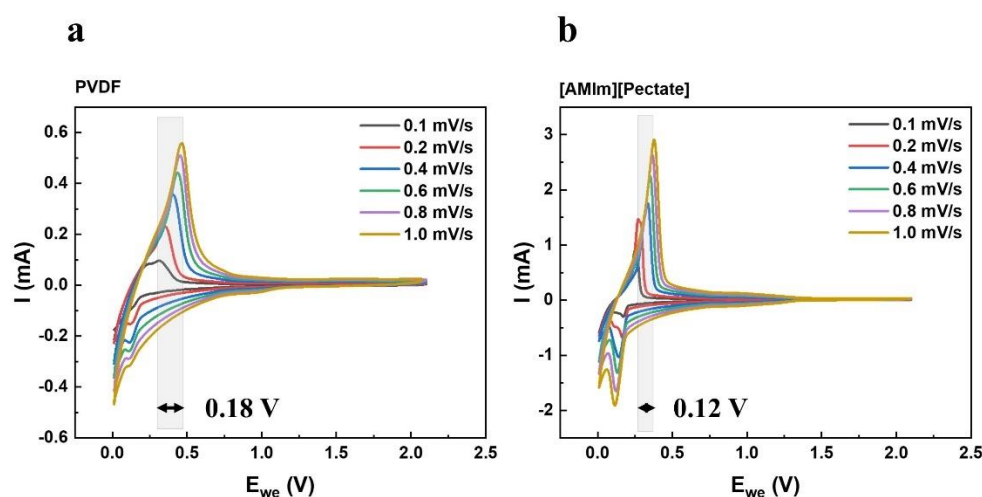 a
PVDF
0.1 mV/s
0.2 mV/s
0.4 mV/s
0.6 mV/s
0.8 mV/s
1.0 mV/s
0.6
0.4
0.2
0.0
-0.2
-0.4
-0.6
I (mA)
0.18 V
0.0 0.5 1.0 1.5 2.0 2.5
Ewe (V)
b
[AMIm][Pectate]
0.1 mV/s
0.2 mV/s
0.4 mV/s
0.6 mV/s
0.8 mV/s
1.0 mV/s
3
2
1
0
-1
-2
I (mA)
0.12 V
0.0 0.5 1.0 1.5 2.0 2.5
Ewe (V)